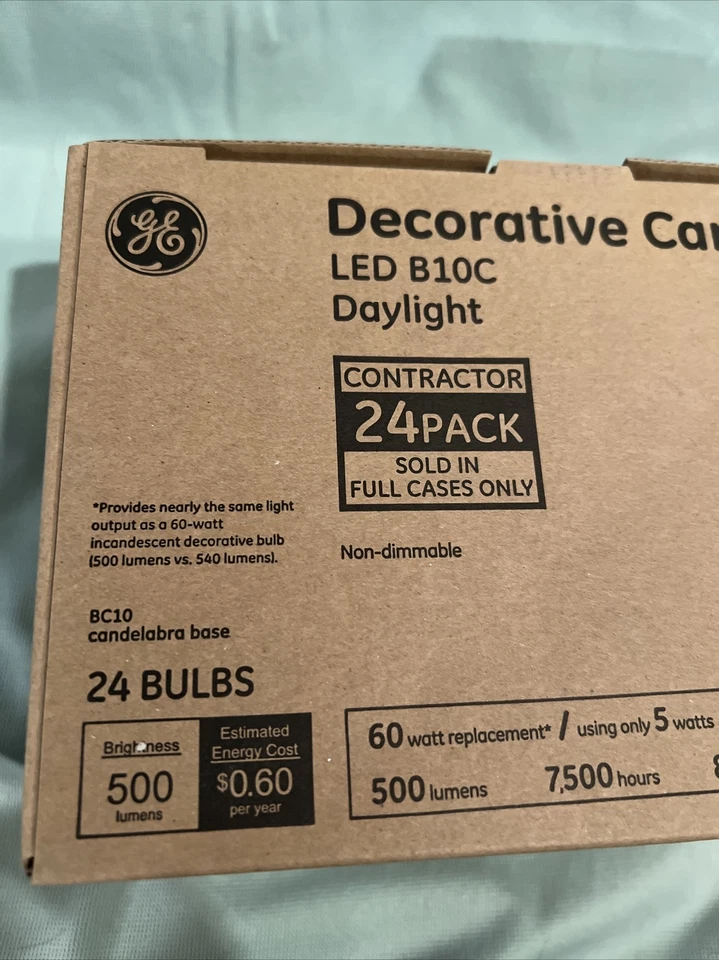 GE
Decorative Ca
LED B10C
Daylight
CONTRACTOR
24PACK
SOLD IN
FULL CASES ONLY
*Provides nearly the same light
output as a 60-watt
incandescent decorative bulb
(500 lumens vs. 540 lumens).
Non-dimmable
BC10
candelabra base
24 BULBS
Brightness
500
lumens
Estimated
Energy Cost
$0.60
per year
60 watt replacement* / using only 5 watts
500 lumens 7,500 hours